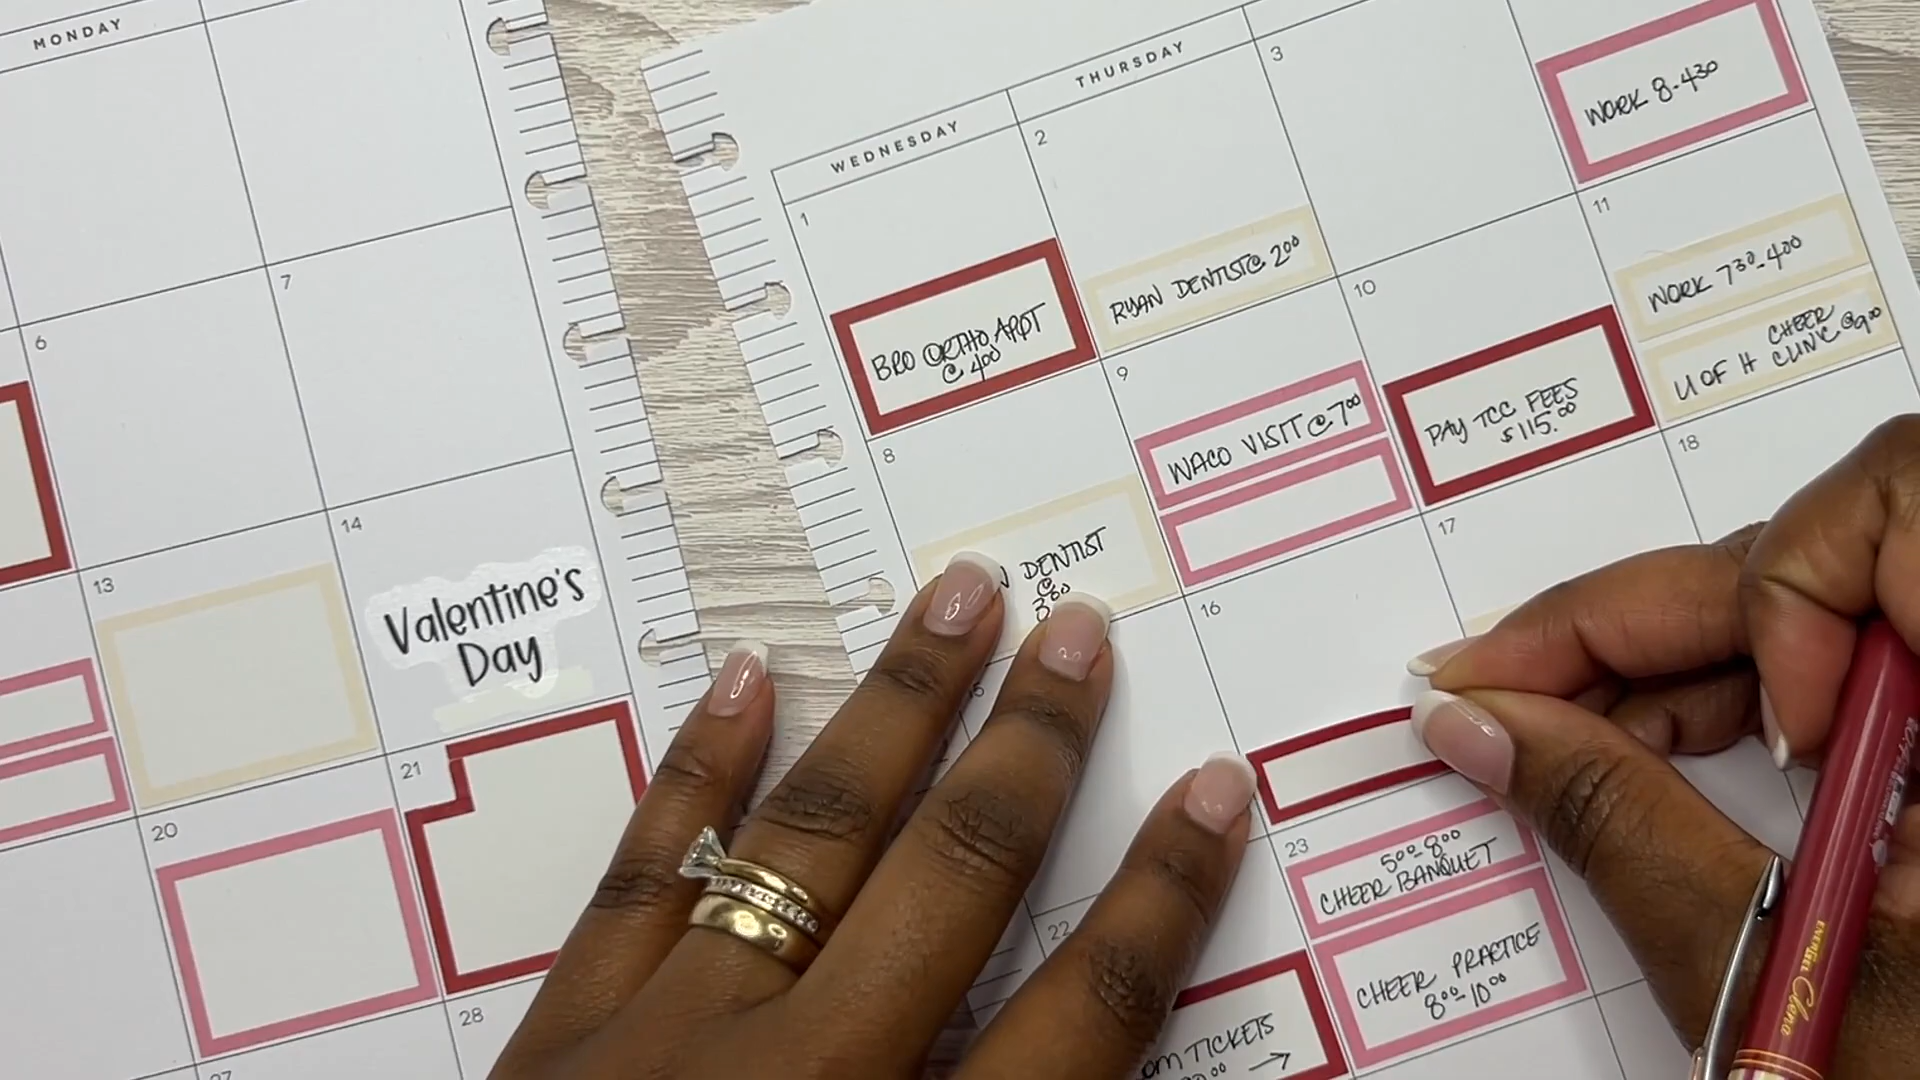 MONDAY
6
7
13
14
Valentine's
Day
20
21
27
28
WEDNESDAY
THURSDAY
1
BRO ORTHO APPT
@ 400
2
RYAN DENTIST @ 200
3
WORK 8-430
8
DENTIST
@
9
WACO VISIT @ 700
10
PAY TCC FEES
$115.00
11
WORK 730-400
CHEER
U OF H CLINIC @ 900
16
17
18
22
TICKETS
23
500-800
CHEER BANQUET
CHEER PRACTICE
800-1000
ENERGEL Clena